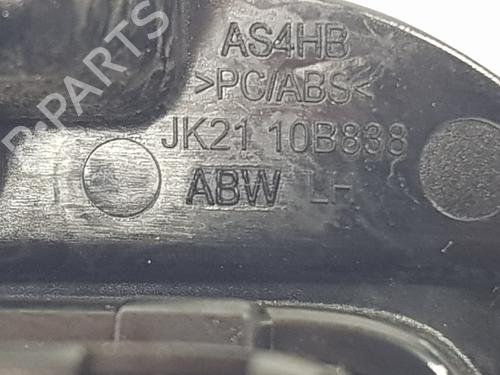 AS4HB
>PC/ABS<
JK21 10B838
ABW LH
B-PARTS